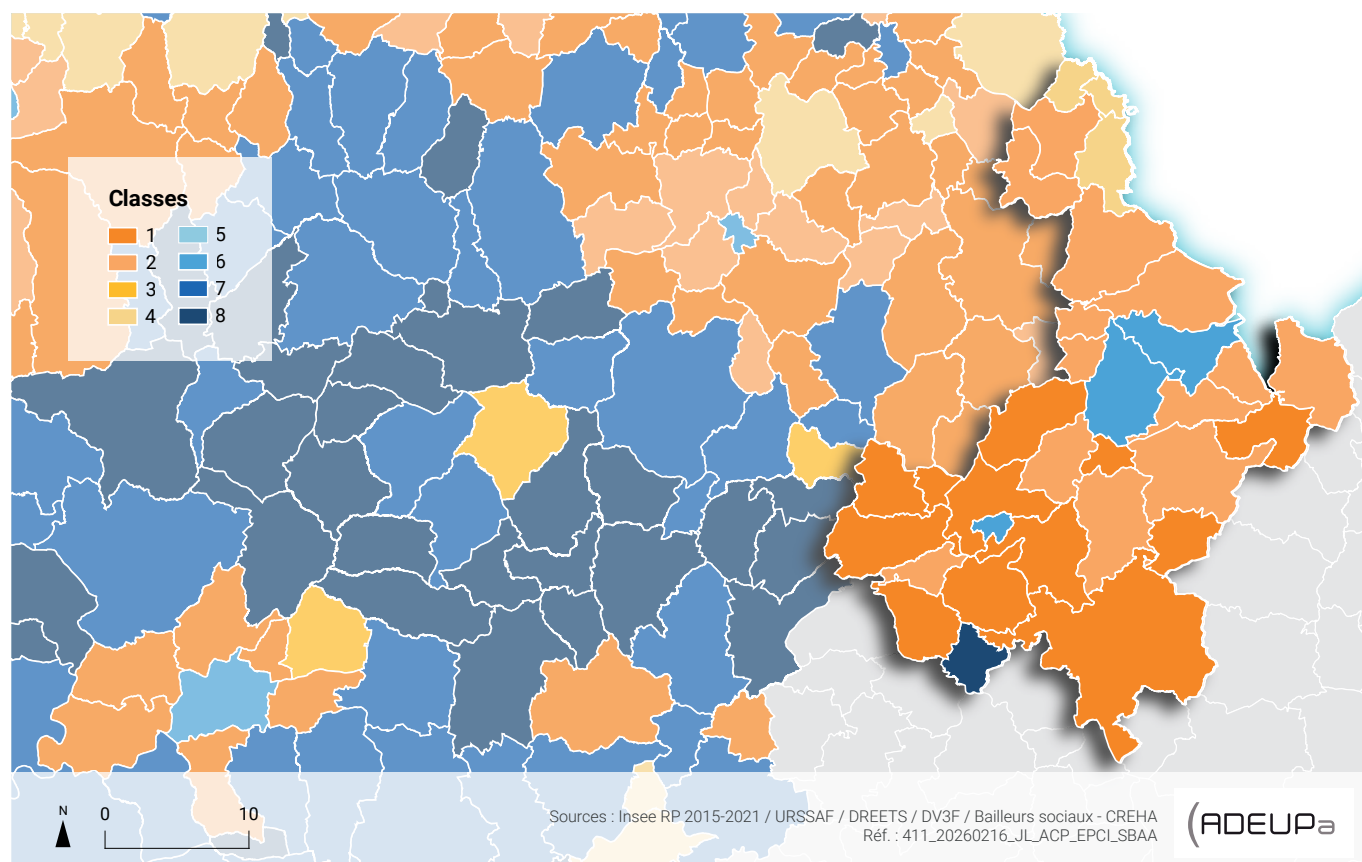 Classes
1 5
2 6
3 7
4 8
N
0 10
Sources : Insee RP 2015-2021 / URSSAF / DREETS / DV3F / Bailleurs sociaux - CREHA
Réf. : 411_20260216_JL_ACP_EPCI_SBAA
ADEUPa